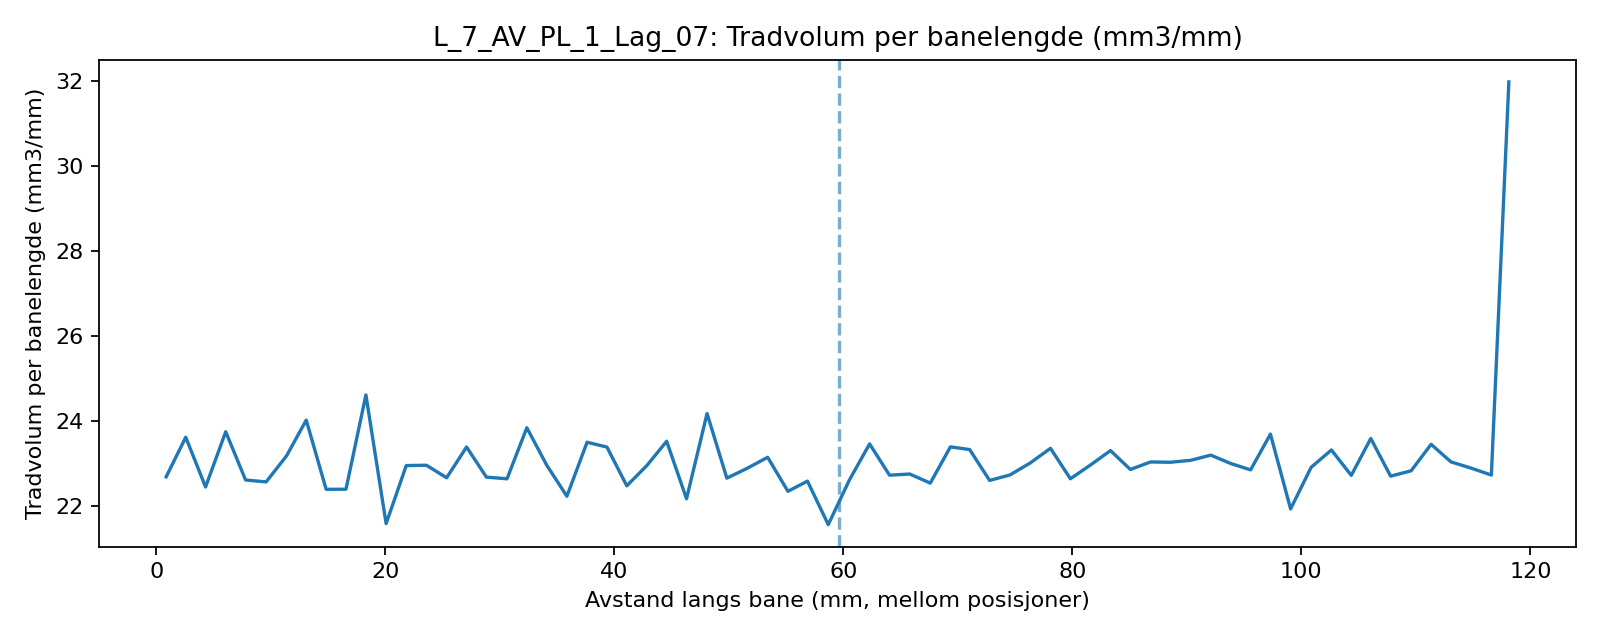 L_7_AV_PL_1_Lag_07: Tradvolum per banelengde (mm3/mm)
Tradvolum per banelengde (mm3/mm)
32
30
28
26
24
22
0 20 40 60 80 100 120
Avstand langs bane (mm, mellom posisjoner)